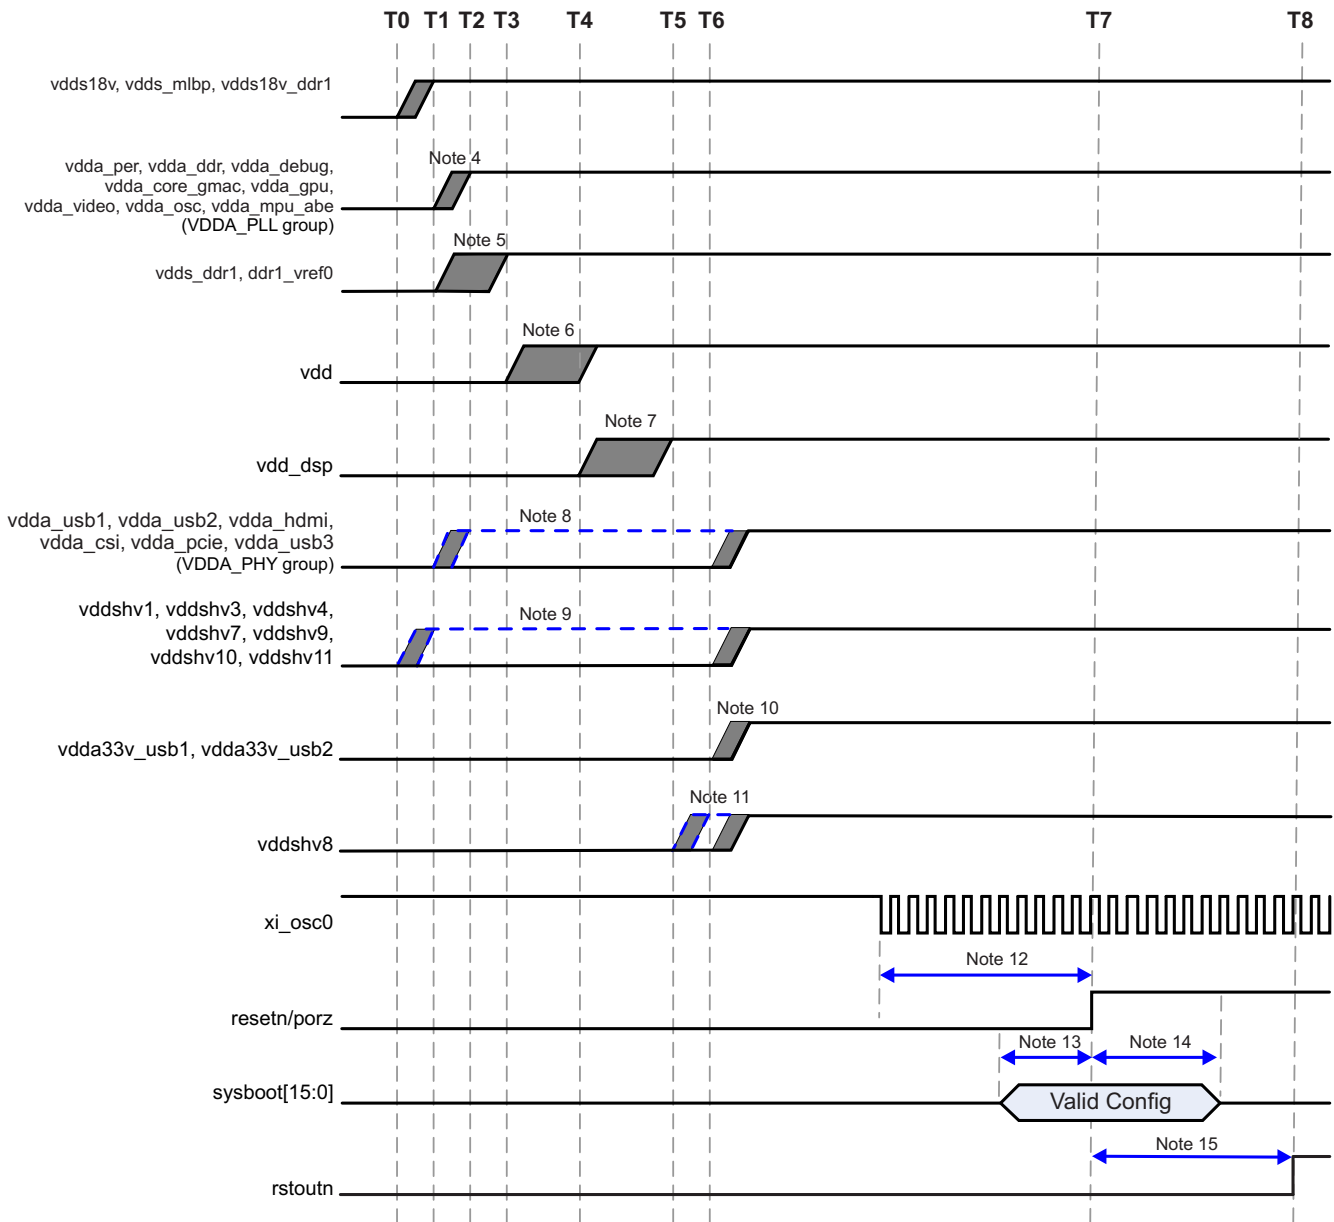 T0 T1 T2 T3 T4 T5 T6 T7 T8
vdds18v, vdds_mlbp, vdds18v_ddr1
Note 4
vdda_per, vdda_ddr, vdda_debug,
vdda_core_gmac, vdda_gpu,
vdda_video, vdda_osc, vdda_mpu_abe
(VDDA_PLL group)
Note 5
vdds_ddr1, ddr1_vref0
Note 6
vdd
Note 7
vdd_dsp
Note 8
vdda_usb1, vdda_usb2, vdda_hdmi,
vdda_csi, vdda_pcie, vdda_usb3
(VDDA_PHY group)
Note 9
vddshv1, vddshv3, vddshv4,
vddshv7, vddshv9,
vddshv10, vddshv11
Note 10
vdda33v_usb1, vdda33v_usb2
Note 11
vddshv8
xi_osc0
Note 12
resetn/porz
Note 13 Note 14
sysboot[15:0]
Valid Config
Note 15
rstoutn